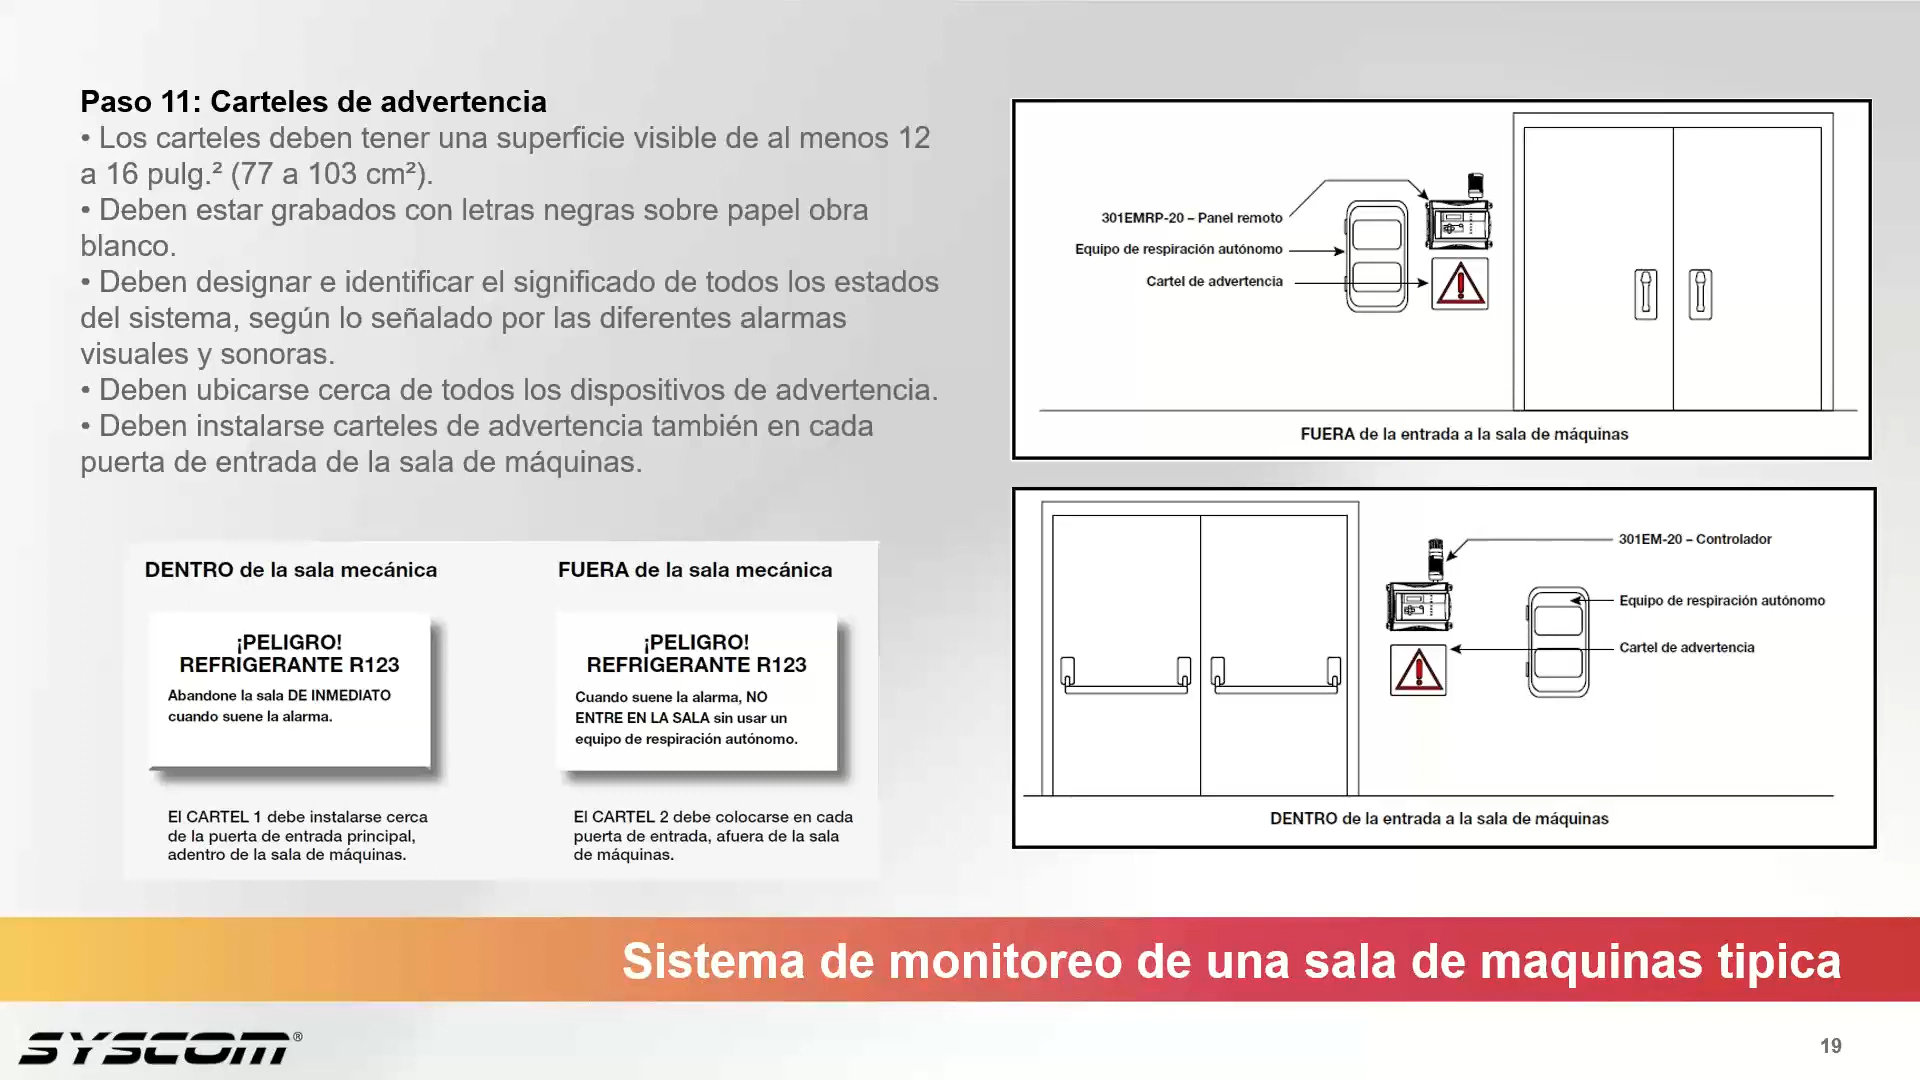 Paso 11: Carteles de advertencia
• Los carteles deben tener una superficie visible de al menos 12
a 16 pulg.² (77 a 103 cm²).
• Deben estar grabados con letras negras sobre papel obra
blanco.
• Deben designar e identificar el significado de todos los estados
del sistema, según lo señalado por las diferentes alarmas
visuales y sonoras.
• Deben ubicarse cerca de todos los dispositivos de advertencia.
• Deben instalarse carteles de advertencia también en cada
puerta de entrada de la sala de máquinas.
DENTRO de la sala mecánica
¡PELIGRO!
REFRIGERANTE R123
Abandone la sala DE INMEDIATO
cuando suene la alarma.
El CARTEL 1 debe instalarse cerca
de la puerta de entrada principal,
adentro de la sala de máquinas.
FUERA de la sala mecánica
¡PELIGRO!
REFRIGERANTE R123
Cuando suene la alarma, NO
ENTRE EN LA SALA sin usar un
equipo de respiración autónomo.
El CARTEL 2 debe colocarse en cada
puerta de entrada, afuera de la sala
de máquinas.
301EMRP-20 – Panel remoto
Equipo de respiración autónomo
Cartel de advertencia
FUERA de la entrada a la sala de máquinas
301EM-20 – Controlador
Equipo de respiración autónomo
Cartel de advertencia
DENTRO de la entrada a la sala de máquinas
Sistema de monitoreo de una sala de maquinas tipica
SYSCOM®
19